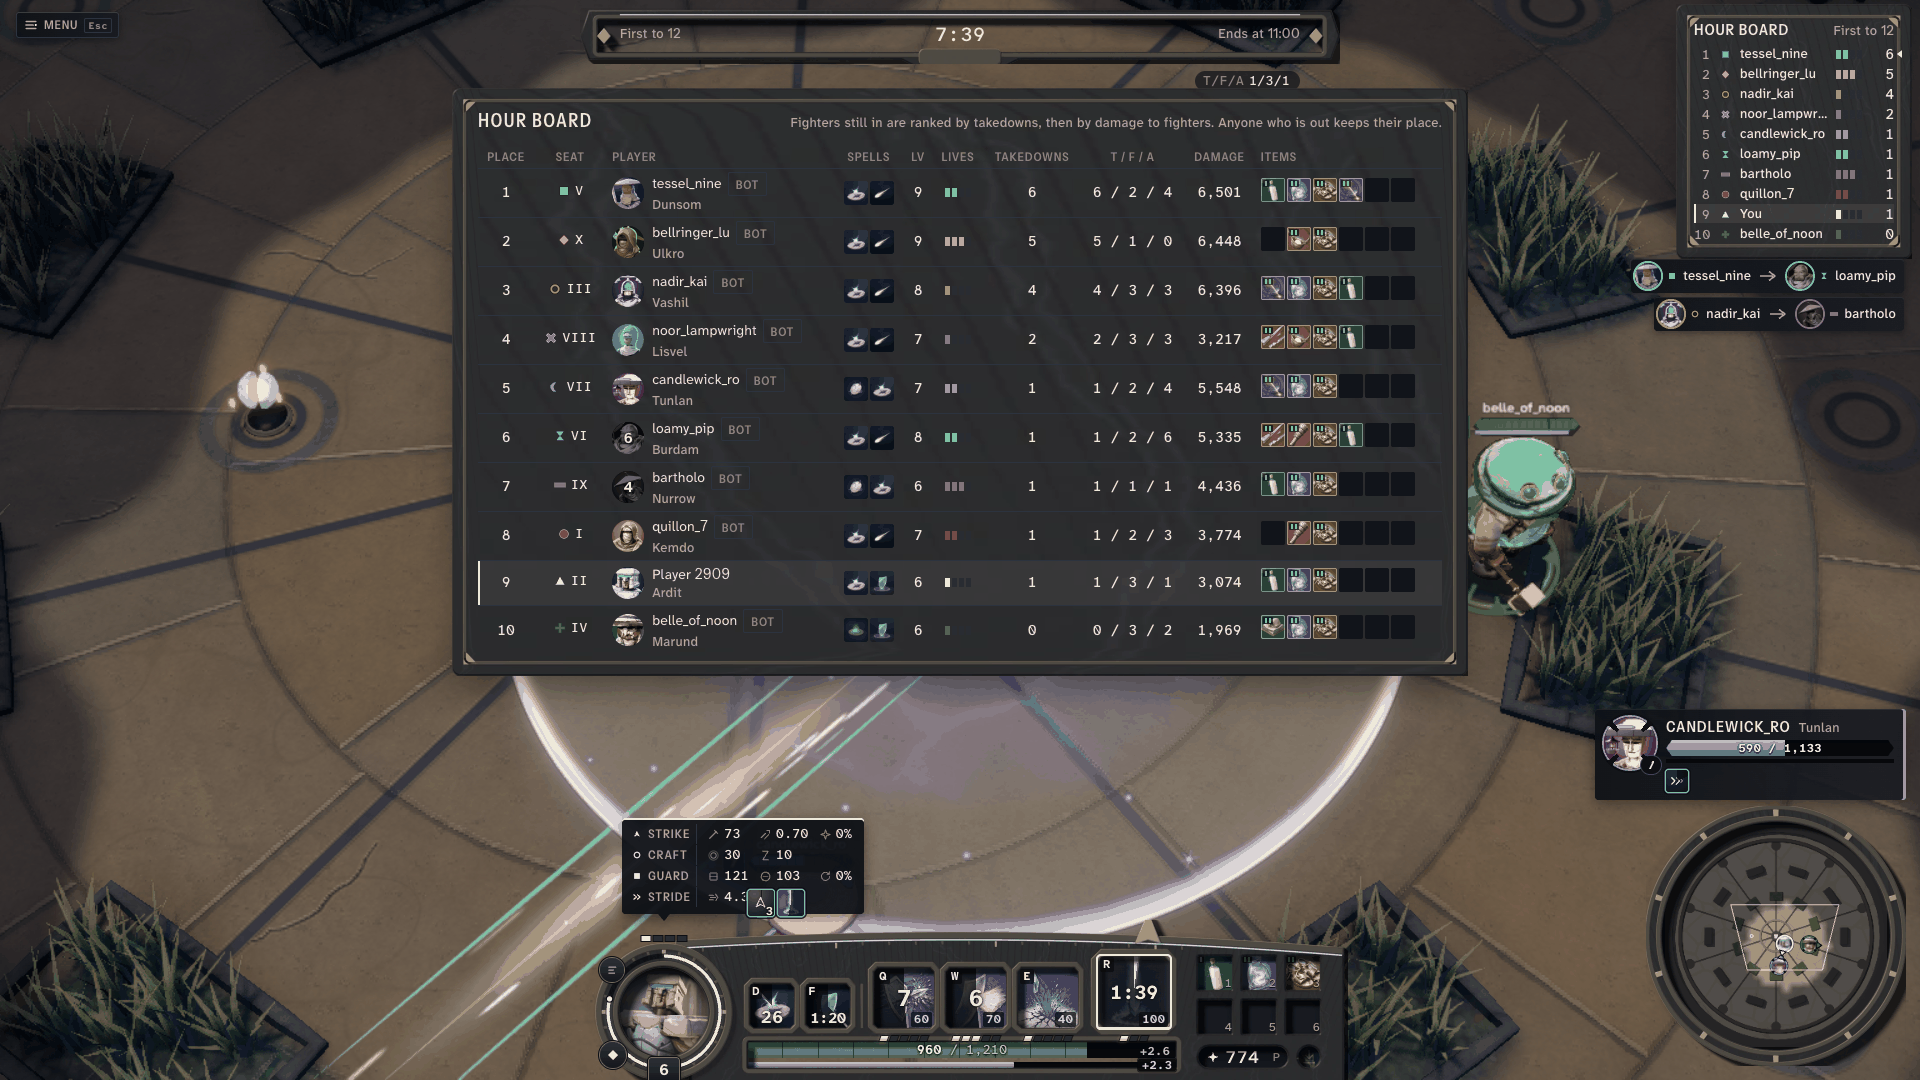 MENU Esc
First to 12
7:39
Ends at 11:00
T/F/A 1/3/1
HOUR BOARD
Fighters still in are ranked by takedowns, then by damage to fighters. Anyone who is out keeps their place.
PLACE SEAT PLAYER SPELLS LV LIVES TAKEDOWNS T / F / A DAMAGE ITEMS
1 V tessel_nine BOT 9 6 6 / 2 / 4 6,501
Dunsom
2 X bellringer_lu BOT 9 5 5 / 1 / 0 6,448
Ulkro
3 III nadir_kai BOT 8 4 4 / 3 / 3 6,396
Vashil
4 VIII noor_lampwright BOT 7 2 2 / 3 / 3 3,217
Lisvel
5 VII candlewick_ro BOT 7 1 1 / 2 / 4 5,548
Tunlan
6 VI 6 loamy_pip BOT 8 1 1 / 2 / 6 5,335
Burdam
7 IX 4 bartholo BOT 6 1 1 / 1 / 1 4,436
Nurrow
8 I quillon_7 BOT 7 1 1 / 2 / 3 3,774
Kemdo
9 II Player 2909 6 1 1 / 3 / 1 3,074
Ardit
10 IV belle_of_noon BOT 6 0 0 / 3 / 2 1,969
Marund
HOUR BOARD First to 12
1 tessel_nine 6
2 bellringer_lu 5
3 nadir_kai 4
4 noor_lampwr... 2
5 candlewick_ro 1
6 loamy_pip 1
7 bartholo 1
8 quillon_7 1
9 You 1
10 belle_of_noon 0
tessel_nine → loamy_pip
nadir_kai → bartholo
belle_of_noon
CANDLEWICK_RO Tunlan
590 / 1,133
STRIKE 73 0.70 0%
CRAFT 30 10
GUARD 121 103 0%
STRIDE
3
D 26
F 1:20
Q 7 60
W 6 70
E 40
R 1:39 100
960 / 1,210
+2.6
+2.3
6
1 2 3
4 5 6
774 P